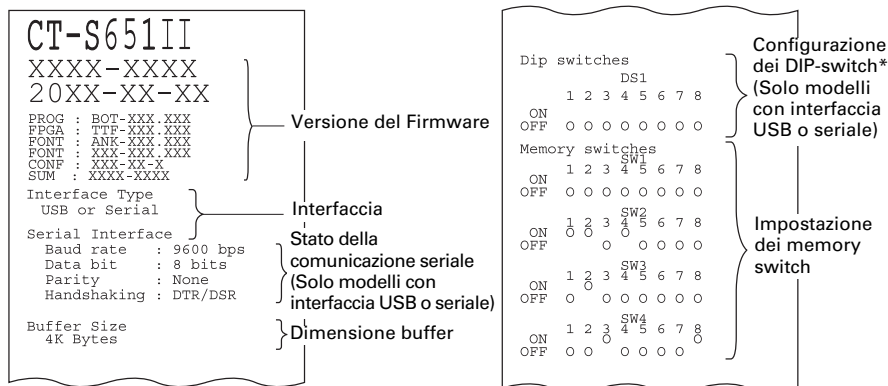 CT-S651II
XXXX-XXXX
20XX-XX-XX
PROG : BOT-XXX.XXX
FPGA : TTF-XXX.XXX
FONT : ANK-XXX.XXX
FONT : XXX-XXX.XXX
CONF : XXX-XX-X
SUM : XXXX-XXXX
Versione del Firmware
Interface Type
USB or Serial
Interfaccia
Serial Interface
Baud rate : 9600 bps
Data bit : 8 bits
Parity : None
Handshaking : DTR/DSR
Stato della
comunicazione seriale
(Solo modelli con
interfaccia USB o seriale)
Buffer Size
4K Bytes
Dimensione buffer
Dip switches
DS1
1 2 3 4 5 6 7 8
ON
OFF O O O O O O O O
Configurazione
dei DIP-switch*
(Solo modelli
con interfaccia
USB o seriale)
Memory switches
SW1
1 2 3 4 5 6 7 8
ON
OFF O O O O O O O O
SW2
1 2 3 4 5 6 7 8
ON O O O
OFF O O O O O
SW3
1 2 3 4 5 6 7 8
ON O
OFF O O O O O O O
SW4
1 2 3 4 5 6 7 8
ON O O
OFF O O O O O O
Impostazione
dei memory
switch